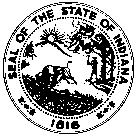 SEAL OF THE STATE OF INDIANA
1816